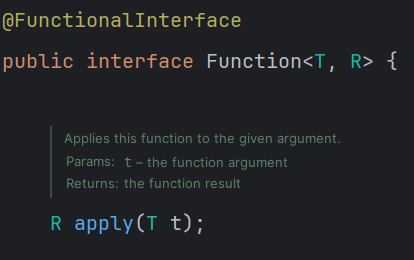 @FunctionalInterface
public interface Function<T, R> {
Applies this function to the given argument.
Params: t – the function argument
Returns: the function result
R apply(T t);